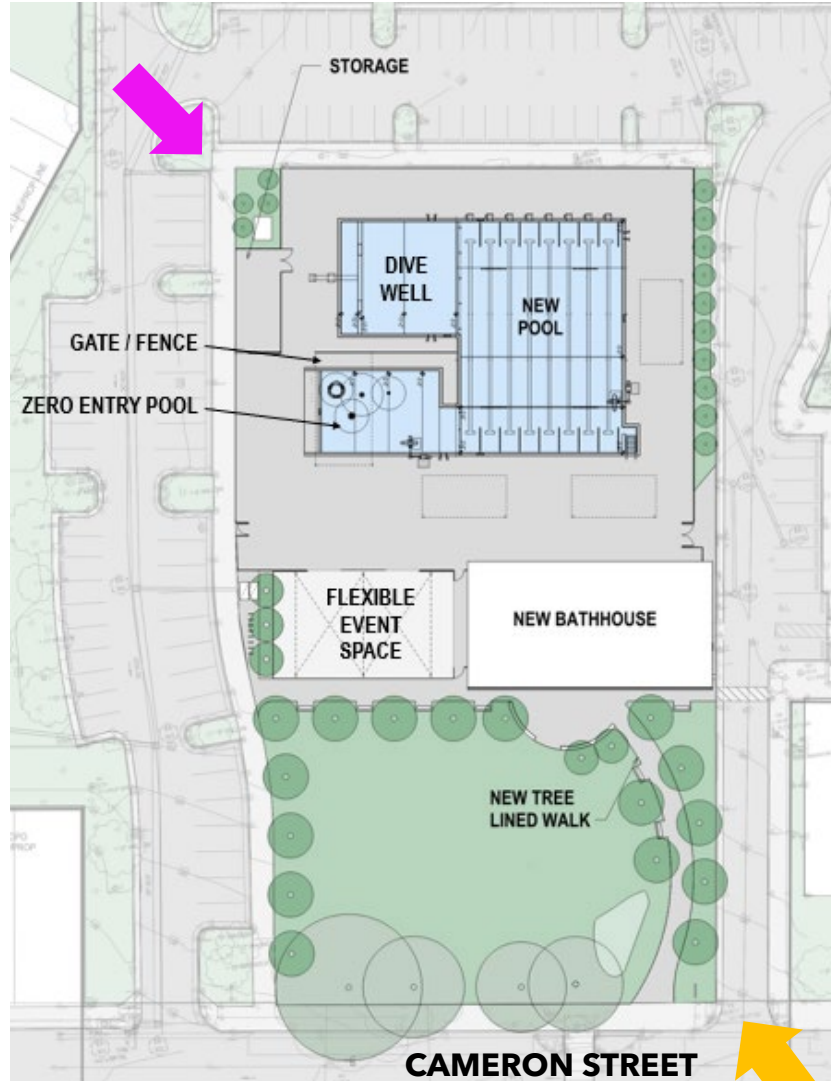 STORAGE
DIVE
WELL
NEW
POOL
GATE / FENCE
ZERO ENTRY POOL
FLEXIBLE
EVENT
SPACE
NEW BATHHOUSE
NEW TREE
LINED WALK
CAMERON STREET